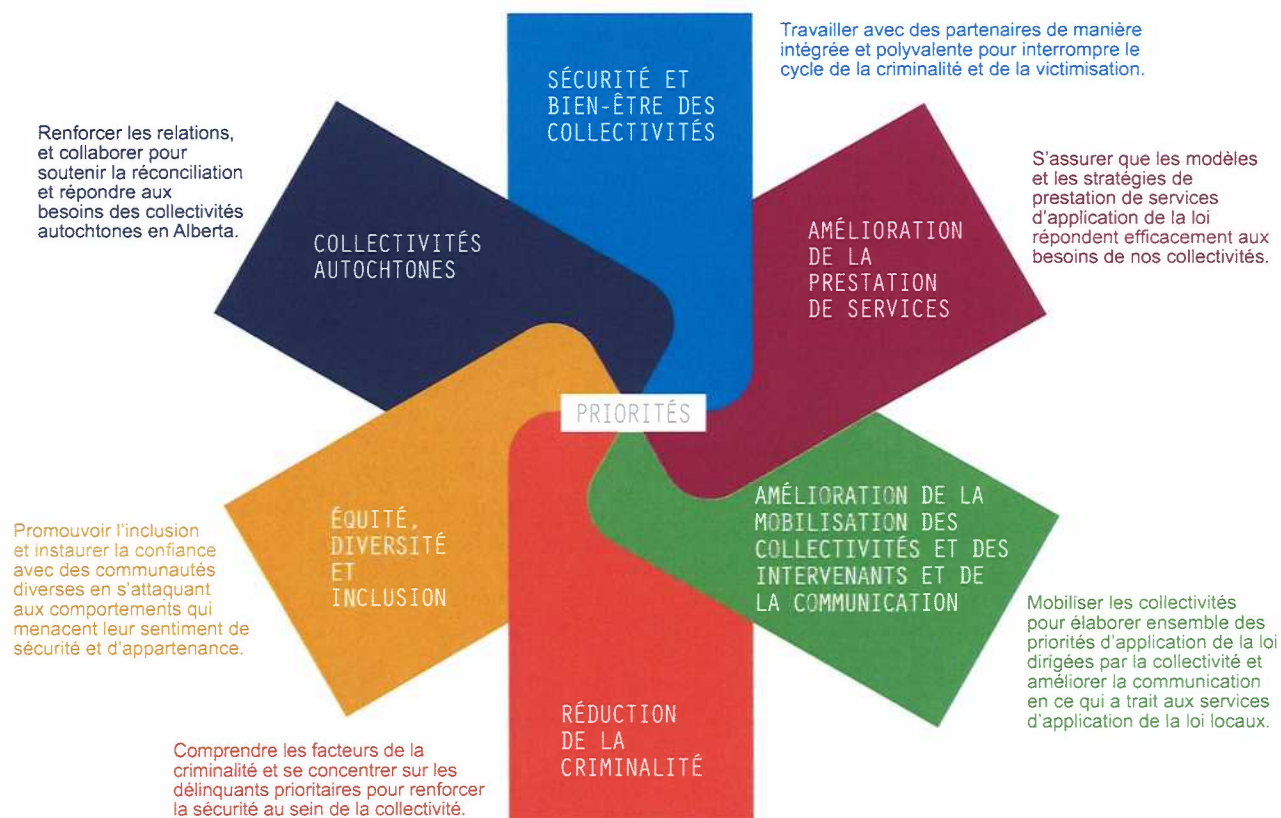 Travailler avec des partenaires de manière
intégrée et polyvalente pour interrompre le
cycle de la criminalité et de la victimisation.
SÉCURITÉ ET
BIEN-ÊTRE DES
COLLECTIVITÉS
Renforcer les relations,
et collaborer pour
soutenir la réconciliation
et répondre aux
besoins des collectivités
autochtones en Alberta.
COLLECTIVITÉS
AUTOCHTONES
S'assurer que les modèles
et les stratégies de
prestation de services
d'application de la loi
répondent efficacement aux
besoins de nos collectivités.
AMÉLIORATION
DE LA
PRESTATION
DE SERVICES
PRIORITÉS
ÉQUITÉ,
DIVERSITÉ
ET
INCLUSION
Promouvoir l'inclusion
et instaurer la confiance
avec des communautés
diverses en s'attaquant
aux comportements qui
menacent leur sentiment de
sécurité et d'appartenance.
AMÉLIORATION DE LA
MOBILISATION DES
COLLECTIVITÉS ET DES
INTERVENANTS ET DE
LA COMMUNICATION
Mobiliser les collectivités
pour élaborer ensemble des
priorités d'application de la loi
dirigées par la collectivité et
améliorer la communication
en ce qui a trait aux services
d'application de la loi locaux.
RÉDUCTION
DE LA
CRIMINALITÉ
Comprendre les facteurs de la
criminalité et se concentrer sur les
délinquants prioritaires pour renforcer
la sécurité au sein de la collectivité.